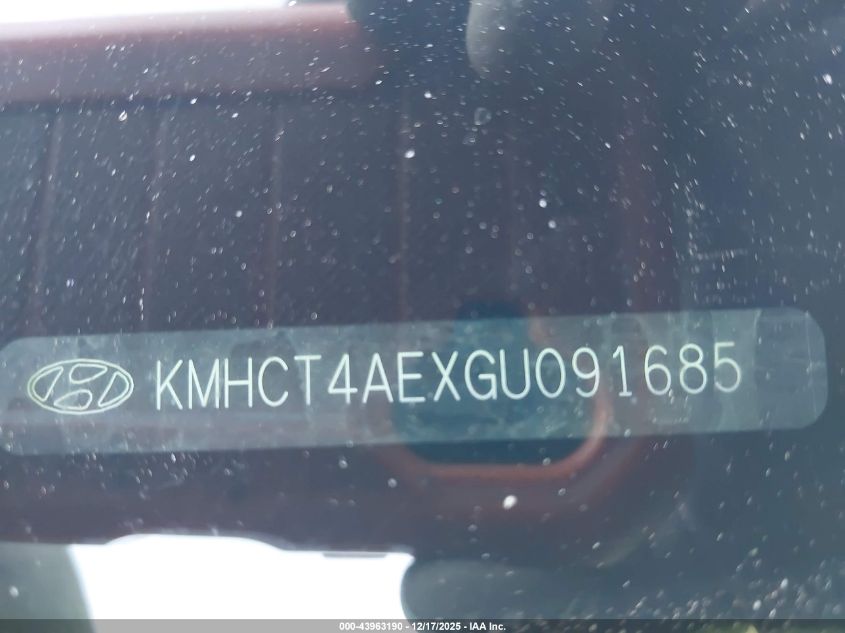 KMHCT4AEXGU091685
000-43963190 - 12/17/2025 - IAA Inc.